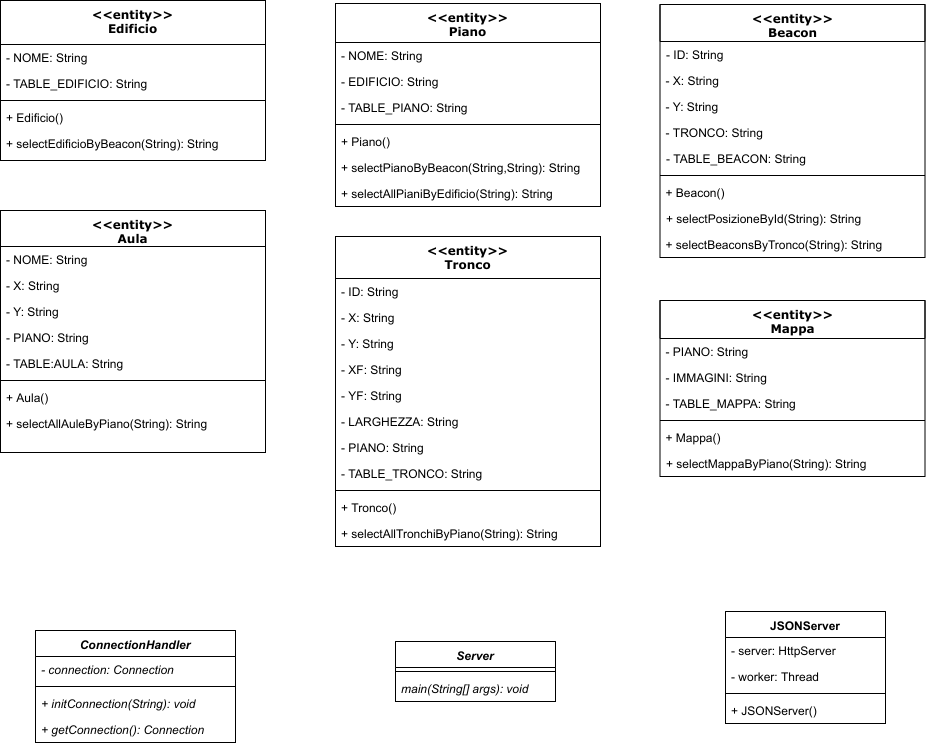 <<entity>>
Edificio
- NOME: String
- TABLE_EDIFICIO: String
+ Edificio()
+ selectEdificioByBeacon(String): String
<<entity>>
Piano
- NOME: String
- EDIFICIO: String
- TABLE_PIANO: String
+ Piano()
+ selectPianoByBeacon(String,String): String
+ selectAllPianiByEdificio(String): String
<<entity>>
Beacon
- ID: String
- X: String
- Y: String
- TRONCO: String
- TABLE_BEACON: String
+ Beacon()
+ selectPosizioneById(String): String
+ selectBeaconsByTronco(String): String
<<entity>>
Aula
- NOME: String
- X: String
- Y: String
- PIANO: String
- TABLE:AULA: String
+ Aula()
+ selectAllAuleByPiano(String): String
<<entity>>
Tronco
- ID: String
- X: String
- Y: String
- XF: String
- YF: String
- LARGHEZZA: String
- PIANO: String
- TABLE_TRONCO: String
+ Tronco()
+ selectAllTronchiByPiano(String): String
<<entity>>
Mappa
- PIANO: String
- IMMAGINI: String
- TABLE_MAPPA: String
+ Mappa()
+ selectMappaByPiano(String): String
ConnectionHandler
- connection: Connection
+ initConnection(String): void
+ getConnection(): Connection
Server
main(String[] args): void
JSONServer
- server: HttpServer
- worker: Thread
+ JSONServer()